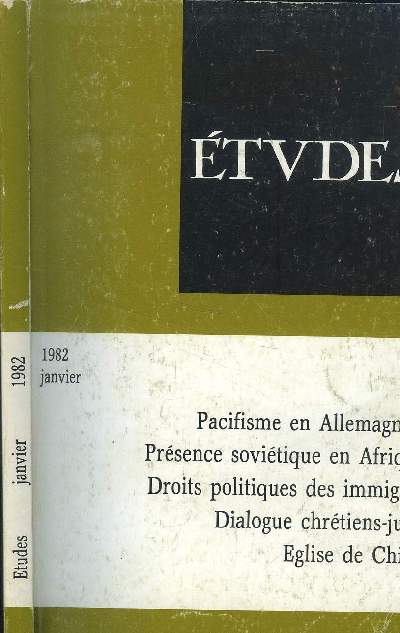 ÉTVDES
1982
janvier
Pacifisme en Allemagn
Présence soviétique en Afriq
Droits politiques des immig
Dialogue chrétiens-ju
Eglise de Chi
Etudes janvier 1982